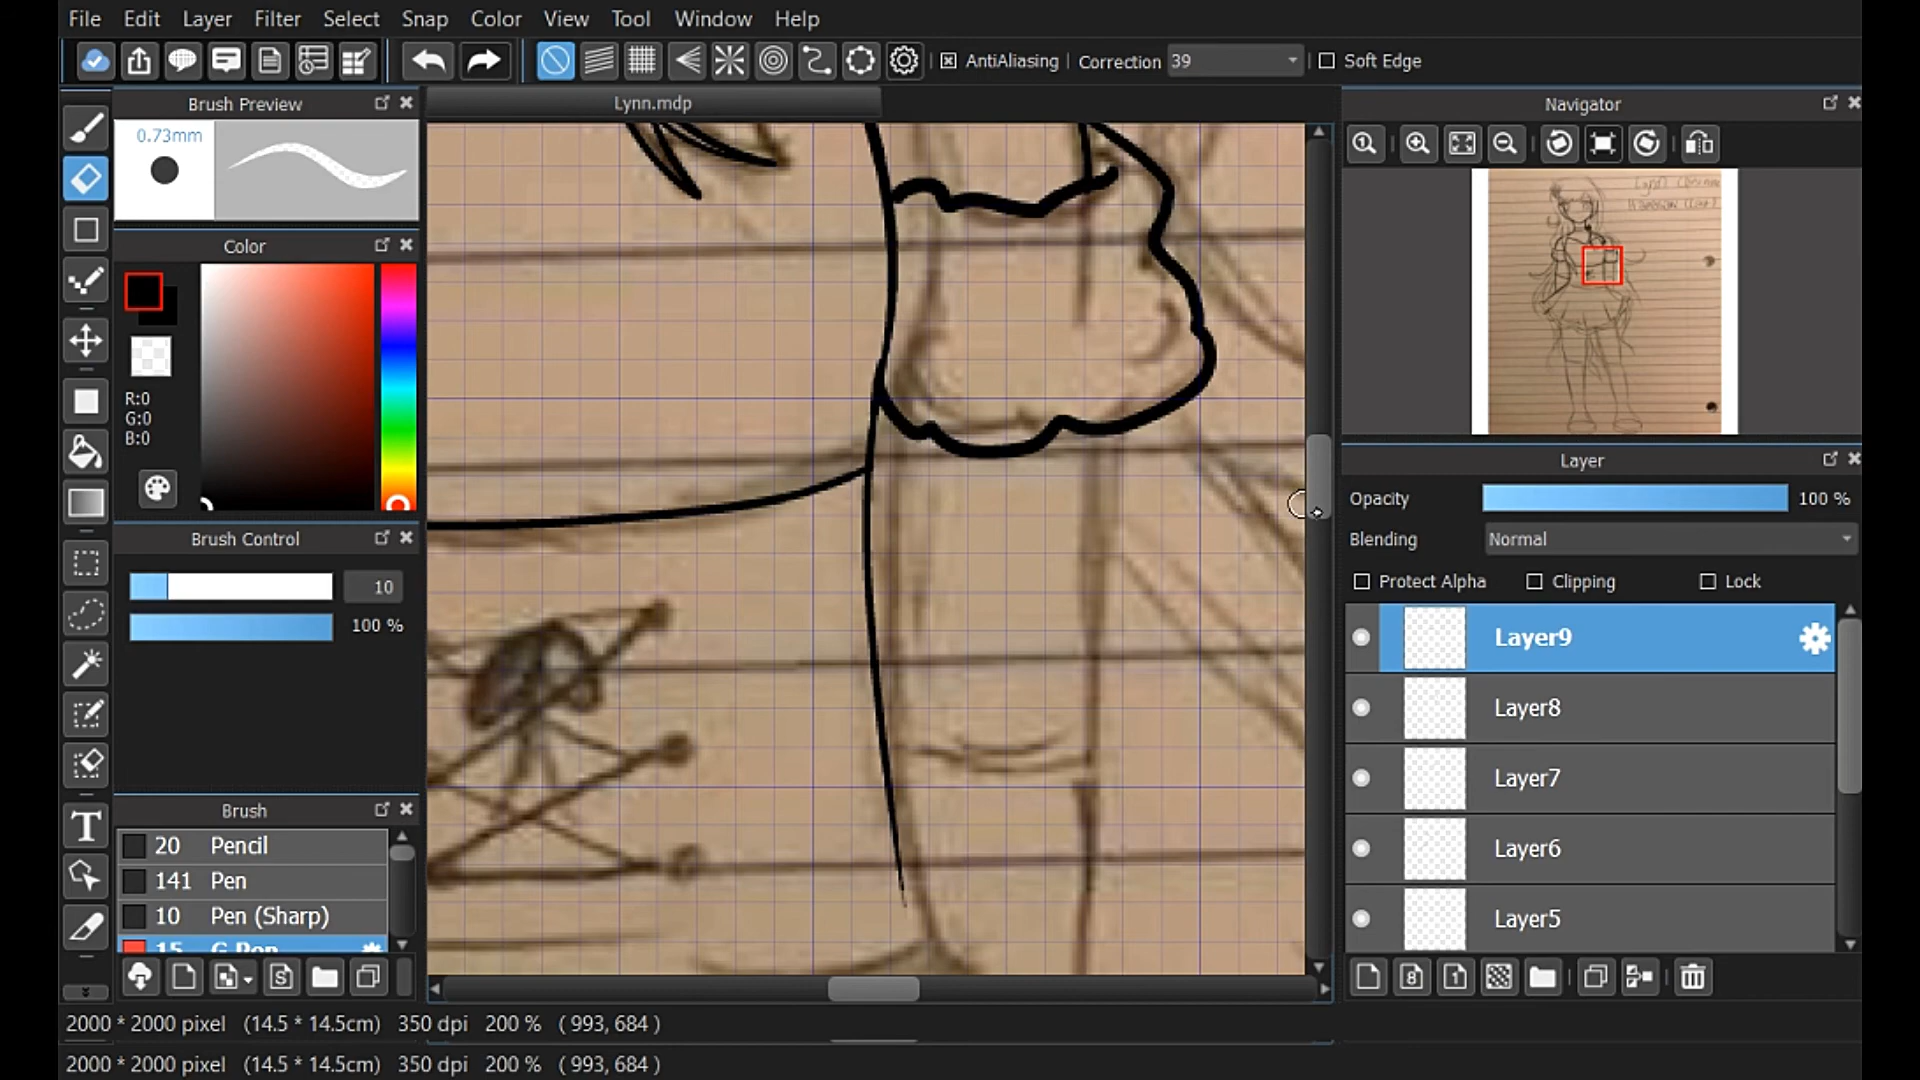 File Edit Layer Filter Select Snap Color View Tool Window Help
AntiAliasing Correction 39 Soft Edge
Brush Preview
Lynn.mdp
Navigator
0.73mm
Color
R:0
G:0
B:0
Layer
Opacity 100 %
Brush Control
Blending Normal
10
Protect Alpha Clipping Lock
100 %
Layer9
Layer8
Layer7
Brush
20 Pencil
Layer6
141 Pen
10 Pen (Sharp)
Layer5
15 G Pen
2000 * 2000 pixel (14.5 * 14.5cm) 350 dpi 200 % ( 993, 684 )
2000 * 2000 pixel (14.5 * 14.5cm) 350 dpi 200 % ( 993, 684 )